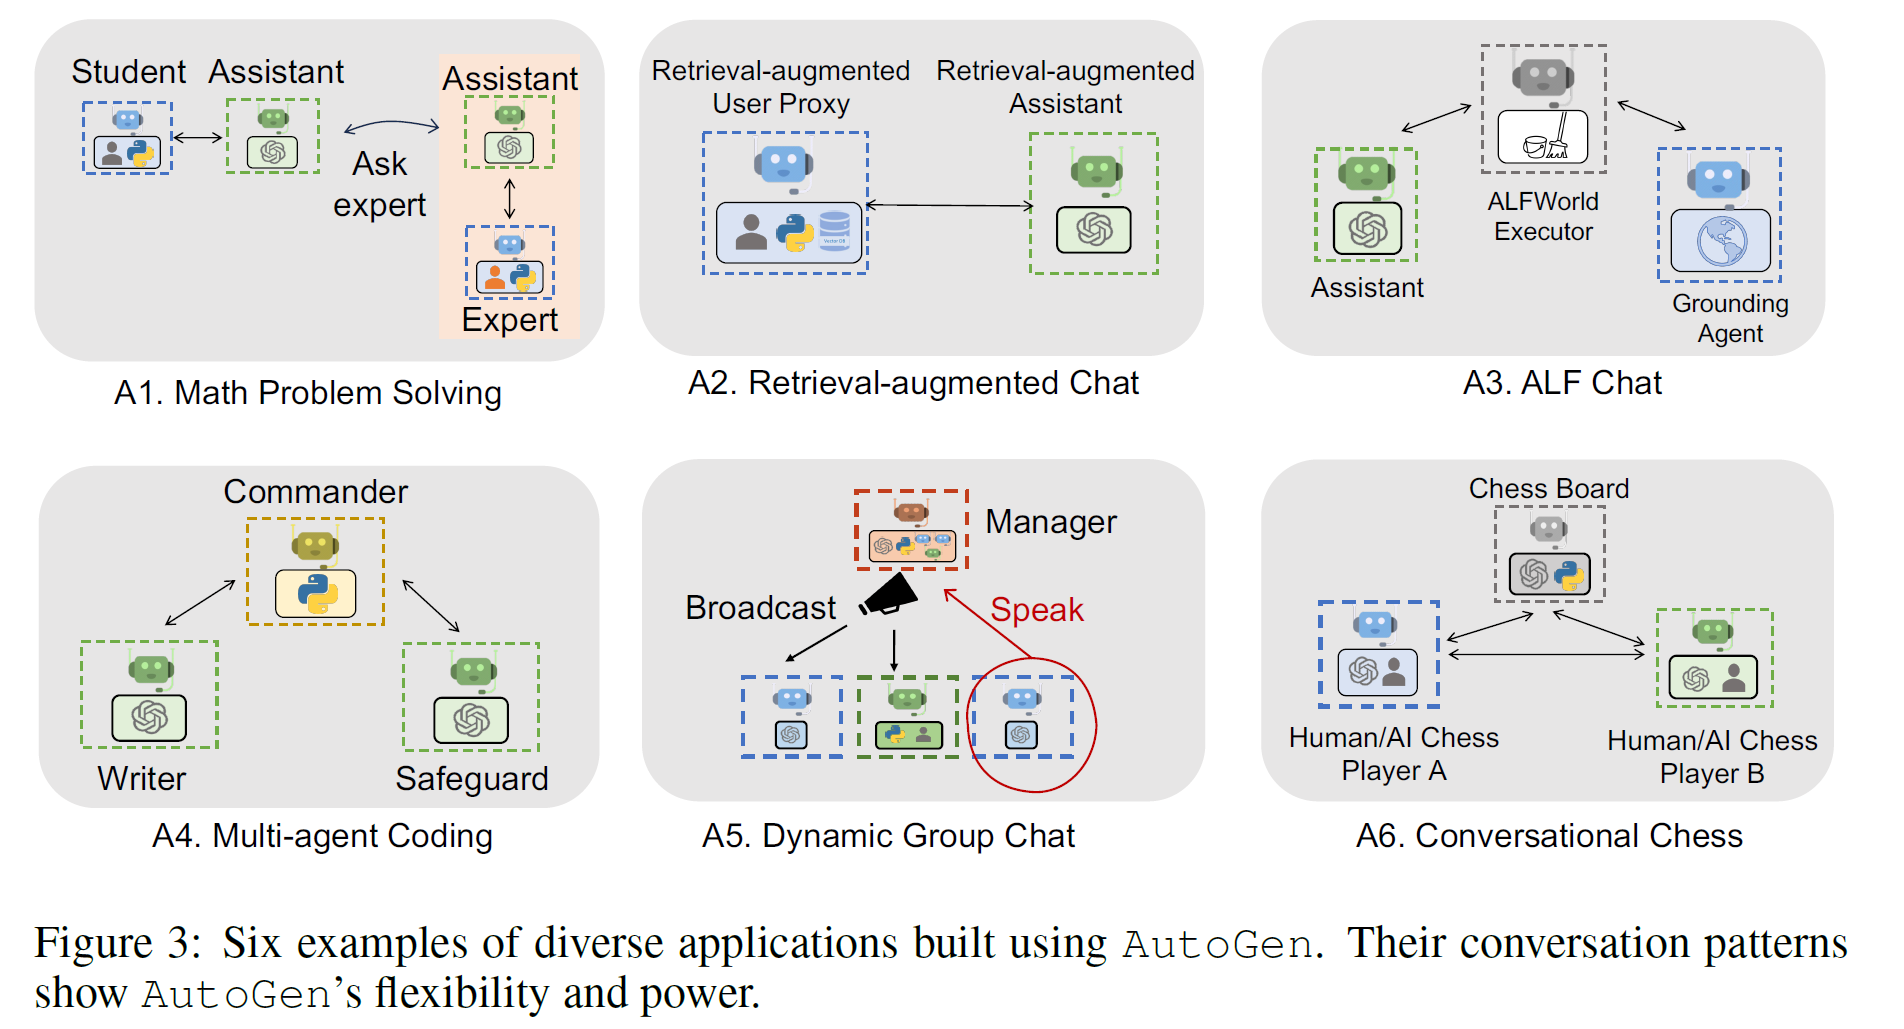 Student
Assistant
Assistant
Ask
expert
Expert
A1. Math Problem Solving
Retrieval-augmented
User Proxy
Retrieval-augmented
Assistant
Vector DB
A2. Retrieval-augmented Chat
ALFWorld
Executor
Assistant
Grounding
Agent
A3. ALF Chat
Commander
Writer
Safeguard
A4. Multi-agent Coding
Manager
Broadcast
Speak
A5. Dynamic Group Chat
Chess Board
Human/AI Chess
Player A
Human/AI Chess
Player B
A6. Conversational Chess
Figure 3: Six examples of diverse applications built using AutoGen. Their conversation patterns
show AutoGen's flexibility and power.